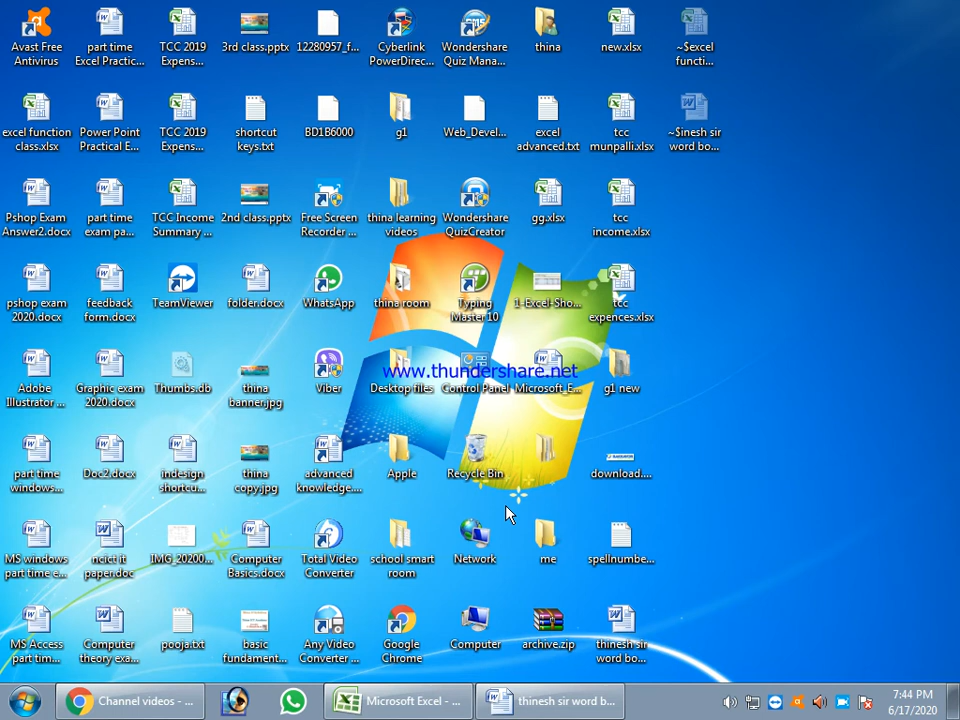 Avast Free
Antivirus
part time
Excel Practic...
TCC 2019
Expens...
3rd class.pptx
12280957_f...
Cyberlink
PowerDirec...
Wondershare
Quiz Mana...
thina
new.xlsx
~$excel
functi...
excel function
class.xlsx
Power Point
Practical E...
TCC 2019
Expens...
shortcut
keys.txt
BD1B6000
g1
Web_Devel...
excel
advanced.txt
tcc
munpalli.xlsx
~$inesh sir
word bo...
Pshop Exam
Answer2.docx
part time
exam pa...
TCC Income
Summary ...
2nd class.pptx
Free Screen
Recorder ...
thina learning
videos
Wondershare
QuizCreator
gg.xlsx
tcc
income.xlsx
pshop exam
2020.docx
feedback
form.docx
TeamViewer
folder.docx
WhatsApp
thina room
Typing
Master 10
1-Excel-Sho...
tcc
expences.xlsx
www.thundershare.net
Adobe
Illustrator ...
Graphic exam
2020.docx
Thumbs.db
thina
banner.jpg
Viber
Desktop files
Control Panel
Microsoft_E...
g1 new
part time
windows...
Doc2.docx
indesign
shortcu...
thina
copy.jpg
advanced
knowledge....
Apple
Recycle Bin
download....
MS windows
part time e...
ncict it
paper.doc
IMG_20200...
Computer
Basics.docx
Total Video
Converter
school smart
room
Network
me
spellnumbe...
MS Access
part tim...
Computer
theory exa...
pooja.txt
basic
fundament...
Any Video
Converter ...
Google
Chrome
Computer
archive.zip
thinesh sir
word bo...
Channel videos - ...
Microsoft Excel - ...
thinesh sir word b...
7:44 PM
6/17/2020